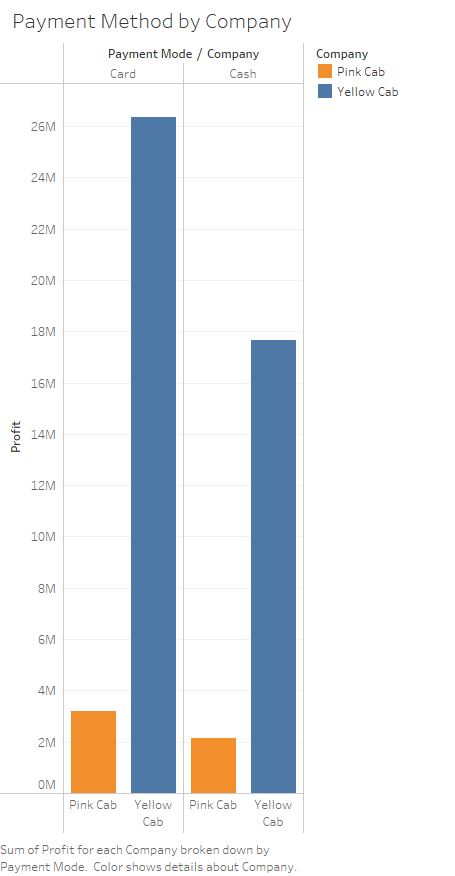 Payment Method by Company
Payment Mode / Company
Card
Cash
Company
Pink Cab
Yellow Cab
26M
24M
22M
20M
18M
16M
14M
12M
10M
8M
6M
4M
2M
0M
Profit
Pink Cab
Yellow
Cab
Pink Cab
Yellow
Cab
Sum of Profit for each Company broken down by
Payment Mode.  Color shows details about Company.